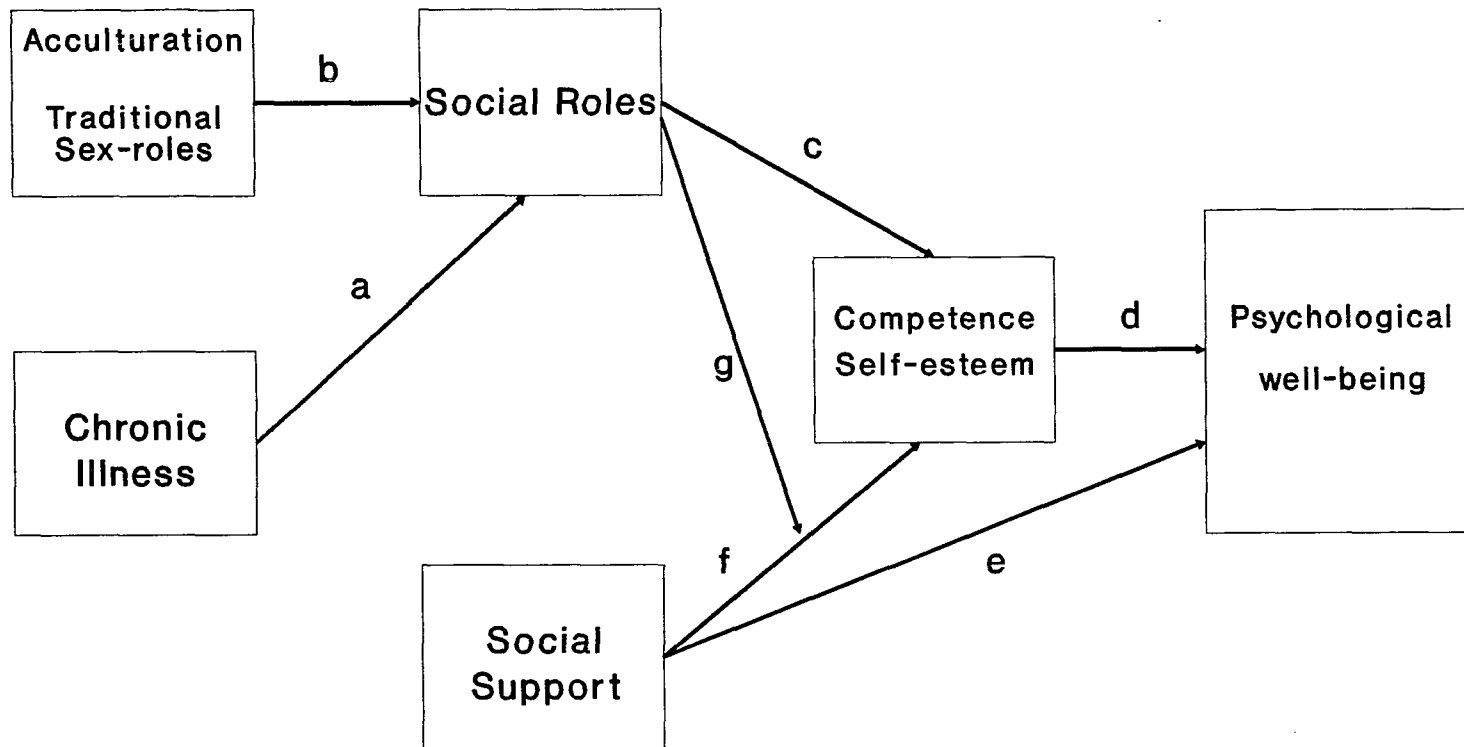 Acculturation
Traditional
Sex-roles
b
Social Roles
c
a
g
Competence
Self-esteem
d
Psychological
well-being
Chronic
Illness
f
e
Social
Support